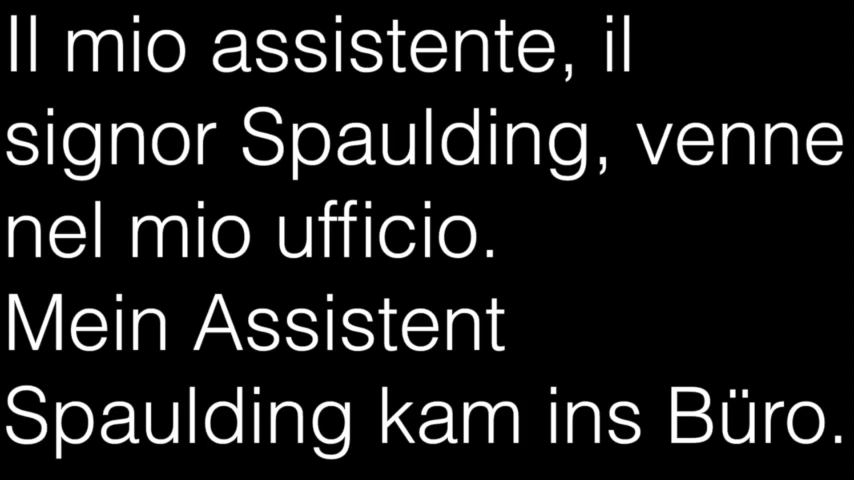 Il mio assistente, il
signor Spaulding, venne
nel mio ufficio.
Mein Assistent
Spaulding kam ins Büro.